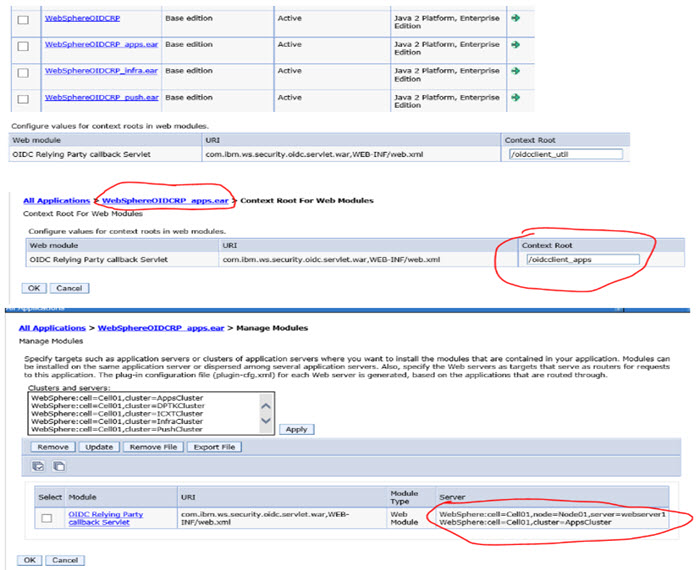 WebSphereOIDCRP Base edition Active Java 2 Platform, Enterprise
Edition
WebSphereOIDCRP_apps.ear Base edition Active Java 2 Platform, Enterprise
Edition
WebSphereOIDCRP_infra.ear Base edition Active Java 2 Platform, Enterprise
Edition
WebSphereOIDCRP_push.ear Base edition Active Java 2 Platform, Enterprise
Edition
Configure values for context roots in web modules.
Web module URI Context Root
OIDC Relying Party callback Servlet com.ibm.ws.security.oidc.servlet.war,WEB-INF/web.xml /oidcclient_util
All Applications > WebSphereOIDCRP_apps.ear > Context Root For Web Modules
Context Root For Web Modules
Configure values for context roots in web modules.
Web module URI Context Root
OIDC Relying Party callback Servlet com.ibm.ws.security.oidc.servlet.war,WEB-INF/web.xml /oidcclient_apps
OK Cancel
All Applications > WebSphereOIDCRP_apps.ear > Manage Modules
Manage Modules
Specify targets such as application servers or clusters of application servers where you want to install the modules that are contained in your application. Modules can
be installed on the same application server or dispersed among several application servers. Also, specify the Web servers as targets that serve as routers for requests
to this application. The plug-in configuration file (plugin-cfg.xml) for each Web server is generated, based on the applications that are routed through.
Clusters and servers:
WebSphere:cell=Cell01,cluster=AppsCluster
WebSphere:cell=Cell01,cluster=DPTKCluster
WebSphere:cell=Cell01,cluster=ICXTCluster
WebSphere:cell=Cell01,cluster=InfraCluster
WebSphere:cell=Cell01,cluster=PushCluster
Apply
Remove Update Remove File Export File
Select Module URI Module
Type Server
OIDC Relying Party
callback Servlet com.ibm.ws.security.oidc.servlet.war,WEB-
INF/web.xml Web
Module WebSphere:cell=Cell01,node=Node01,server=webserver1
WebSphere:cell=Cell01,cluster=AppsCluster
OK Cancel